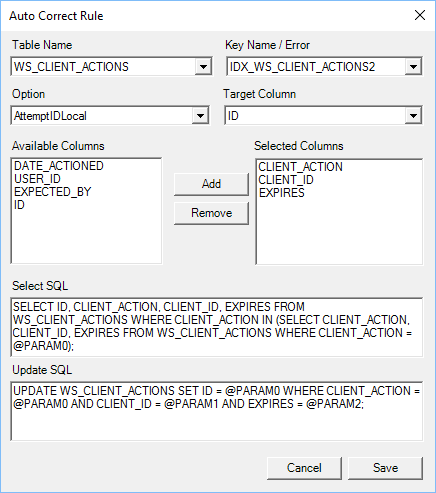 Auto Correct Rule
Table Name
Key Name / Error
WS_CLIENT_ACTIONS
IDX_WS_CLIENT_ACTIONS2
Option
Target Column
AttemptIDLocal
ID
Available Columns
Selected Columns
DATE_ACTIONED
USER_ID
EXPECTED_BY
ID
Add
Remove
CLIENT_ACTION
CLIENT_ID
EXPIRES
Select SQL
SELECT ID, CLIENT_ACTION, CLIENT_ID, EXPIRES FROM
WS_CLIENT_ACTIONS WHERE CLIENT_ACTION IN (SELECT CLIENT_ACTION,
CLIENT_ID, EXPIRES FROM WS_CLIENT_ACTIONS WHERE CLIENT_ACTION =
@PARAM0);
Update SQL
UPDATE WS_CLIENT_ACTIONS SET ID = @PARAM0 WHERE CLIENT_ACTION =
@PARAM0 AND CLIENT_ID = @PARAM1 AND EXPIRES = @PARAM2;
Cancel
Save